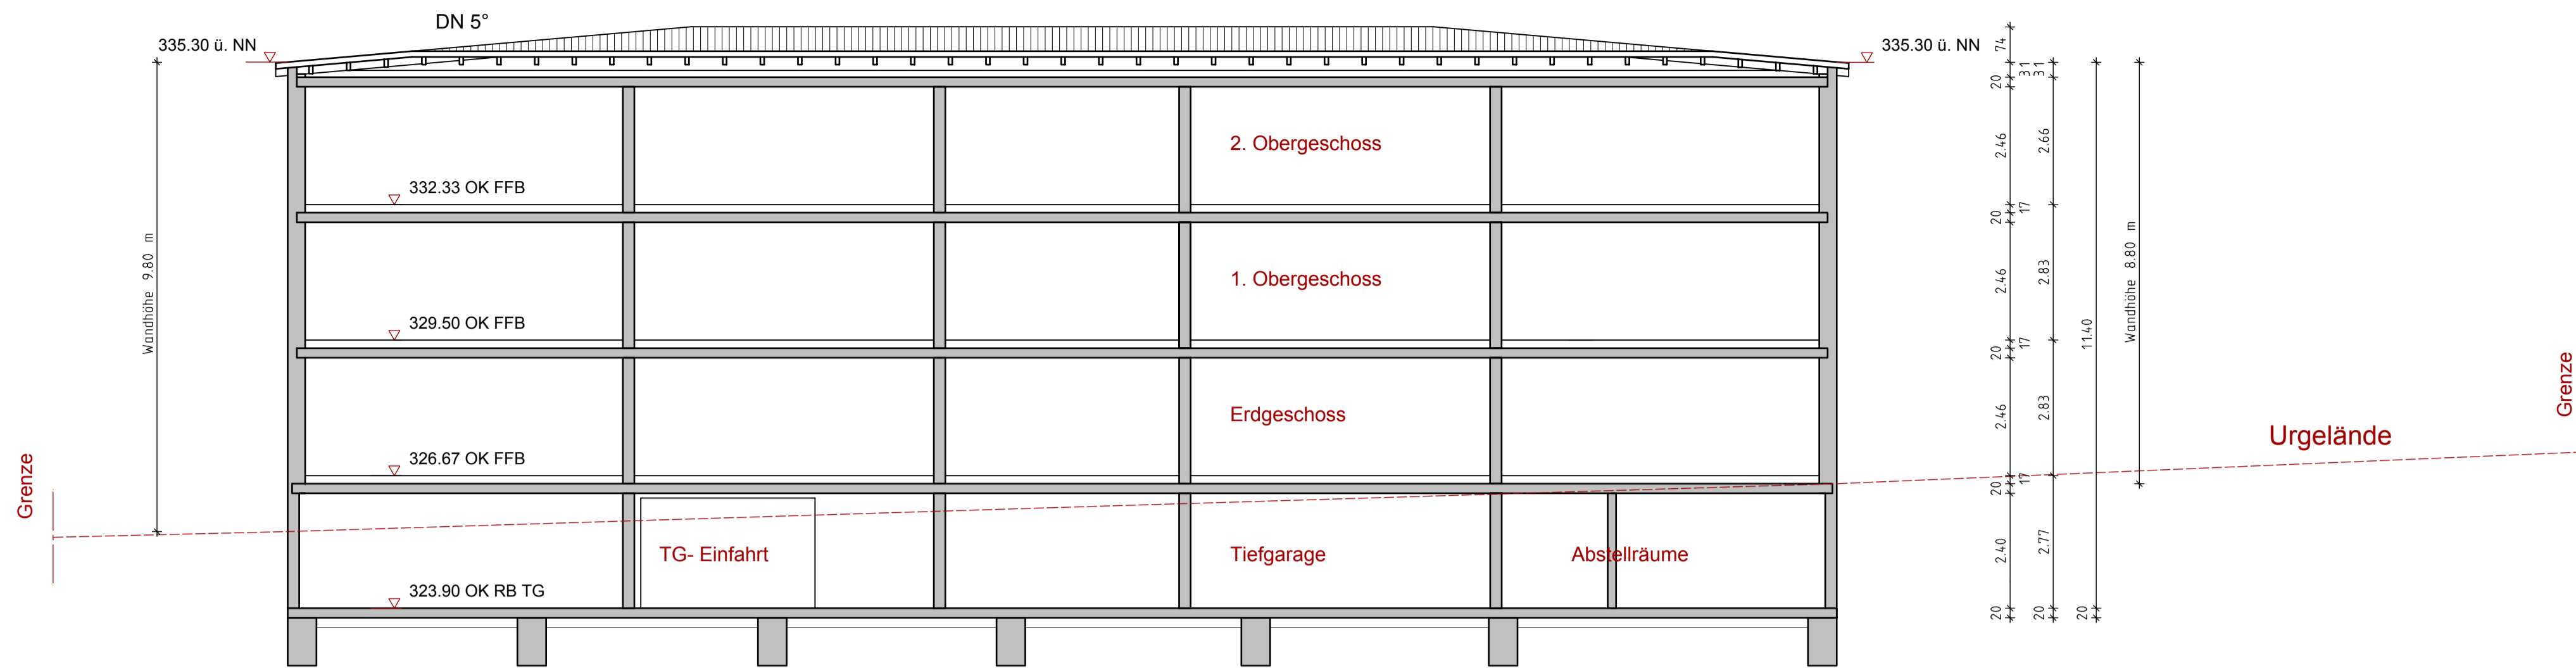 DN 5°
335.30 ü. NN
335.30 ü. NN
2. Obergeschoss
332.33 OK FFB
1. Obergeschoss
329.50 OK FFB
Erdgeschoss
326.67 OK FFB
TG- Einfahrt
Tiefgarage
Abstellräume
323.90 OK RB TG
Grenze
Wandhöhe 9.80 m
74
20
2.46
20
2.46
20
2.46
20
2.40
20
31
17
17
17
31
2.66
2.83
2.83
2.77
20
11.40
20
Wandhöhe 8.80 m
Urgelände
Grenze